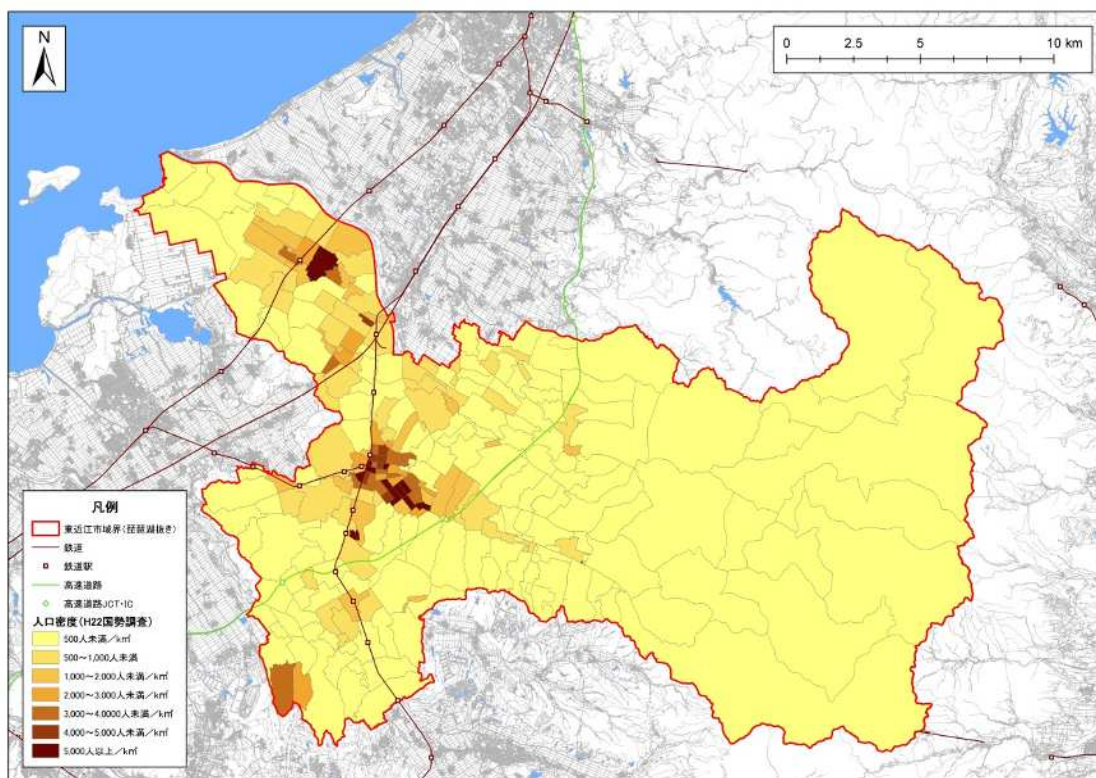 N
0 2.5 5 10 km
凡例
東近江市域界(琵琶湖抜き)
鉄道
鉄道駅
高速道路
高速道路JCT・IC
人口密度(H22国勢調査)
500人未満/k㎡
500~1,000人未満
1,000~2,000人未満/k㎡
2,000~3,000人未満/k㎡
3,000~4.0000人未満/k㎡
4,000~5,000人未満/k㎡
5,000人以上/k㎡